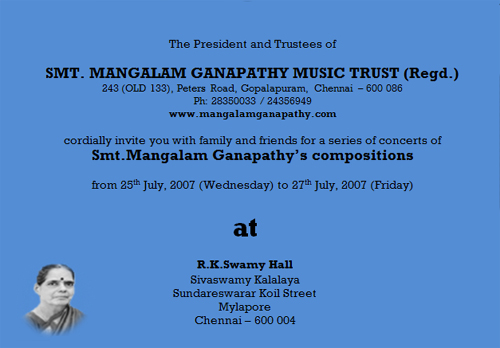 The President and Trustees of
SMT. MANGALAM GANAPATHY MUSIC TRUST (Regd.)
243 (OLD 133), Peters Road, Gopalapuram, Chennai – 600 086
Ph: 28350033 / 24356949
www.mangalamganapathy.com
cordially invite you with family and friends for a series of concerts of
Smt.Mangalam Ganapathy's compositions
from 25th July, 2007 (Wednesday) to 27th July, 2007 (Friday)
at
R.K.Swamy Hall
Sivaswamy Kalalaya
Sundareswarar Koil Street
Mylapore
Chennai – 600 004